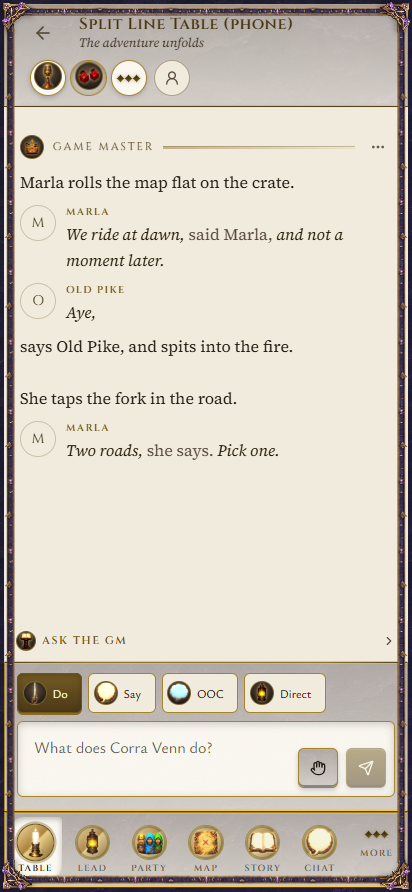 Split Line Table (phone)
The adventure unfolds
GAME MASTER
Marla rolls the map flat on the crate.
M
MARLA
We ride at dawn, said Marla, and not a
moment later.
O
OLD PIKE
Aye,
says Old Pike, and spits into the fire.
She taps the fork in the road.
M
MARLA
Two roads, she says. Pick one.
ASK THE GM
Do
Say
OOC
Direct
What does Corra Venn do?
TABLE
LEAD
PARTY
MAP
STORY
CHAT
MORE